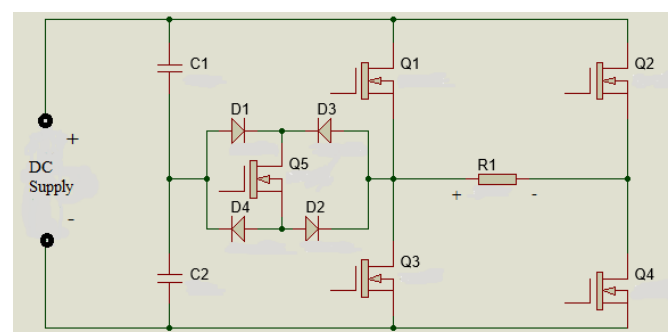 C1
Q1
Q2
D1
D3
Q5
+
DC
Supply
-
R1
+
-
D4
D2
C2
Q3
Q4